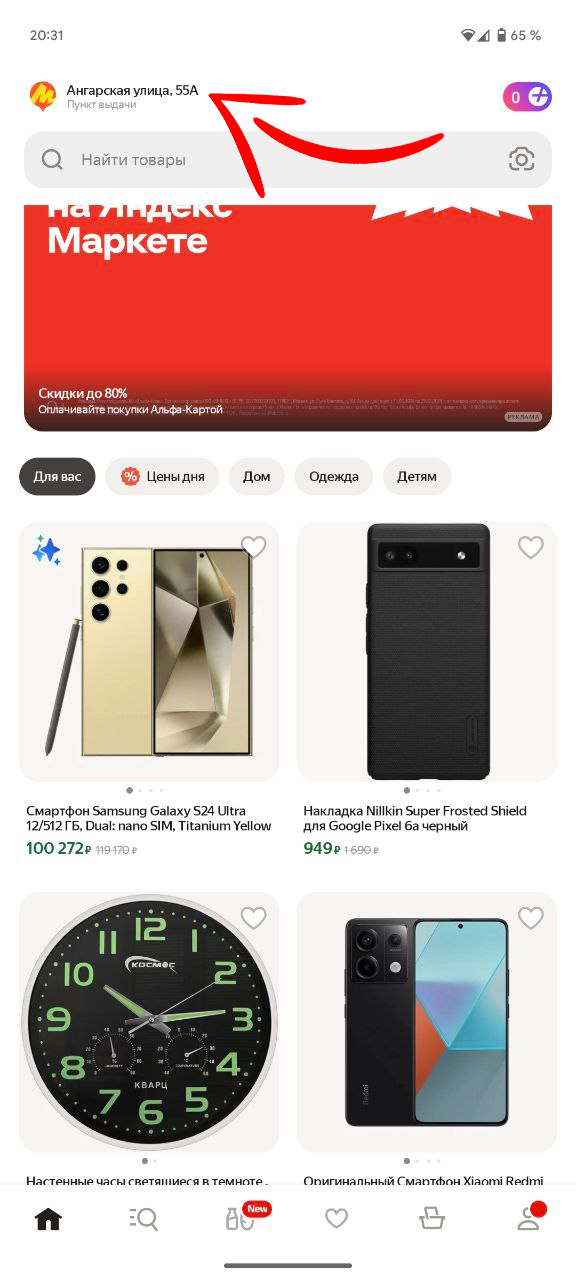 20:31
65 %
Ангарская улица, 55А
Пункт выдачи
0
Найти товары
на Яндекс
Маркете
Скидки до 80%
Оплачивайте покупки Альфа-Картой
РЕКЛАМА
Для вас
% Цены дня
Дом
Одежда
Детям
Смартфон Samsung Galaxy S24 Ultra
12/512 ГБ, Dual: nano SIM, Titanium Yellow
100 272 ₽ 119 170 ₽
Накладка Nillkin Super Frosted Shield
для Google Pixel 6a черный
949 ₽ 1 690 ₽
12
11 1
КОСМОС
10 2
9 3
8 4
КВАРЦ
7 5
6
Redmi
Настенные часы светящиеся в темноте ,
Оригинальный Смартфон Xiaomi Redmi
New